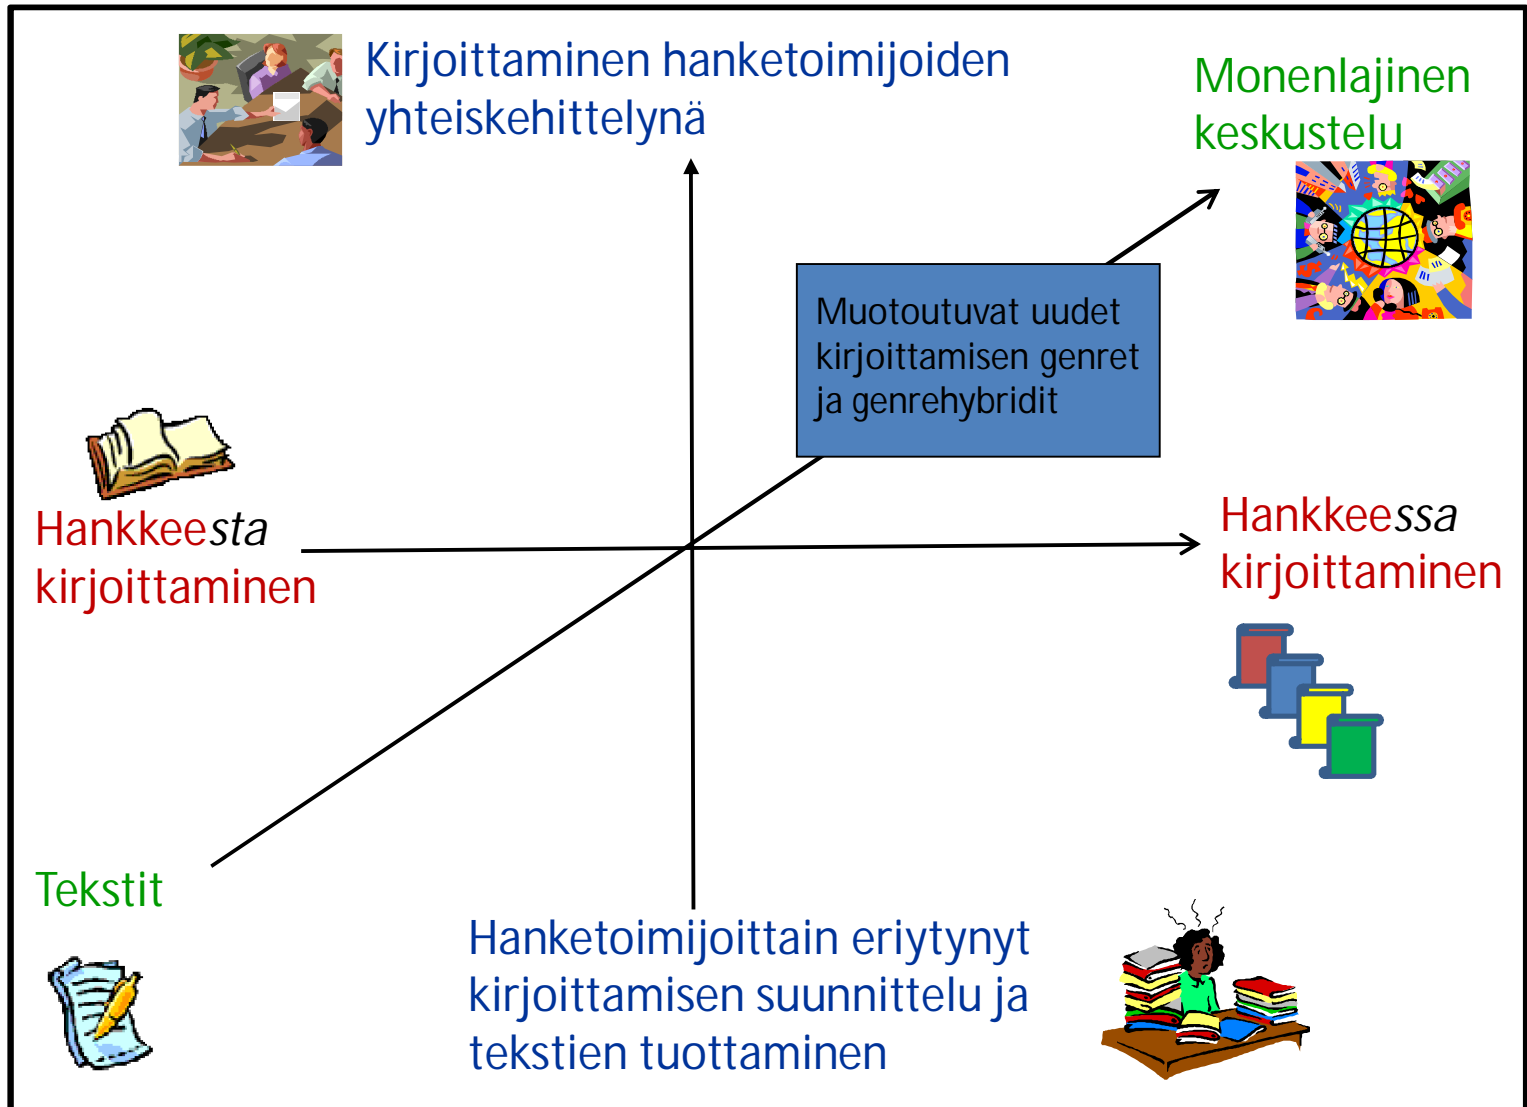 Kirjoittaminen hanketoimijoiden
yhteiskehittelynä
Monenlajinen
keskustelu
Muotoutuvat uudet
kirjoittamisen genret
ja genrehybridit
Hankkeesta
kirjoittaminen
Hankkeessa
kirjoittaminen
Tekstit
Hanketoimijoittain eriytynyt
kirjoittamisen suunnittelu ja
tekstien tuottaminen